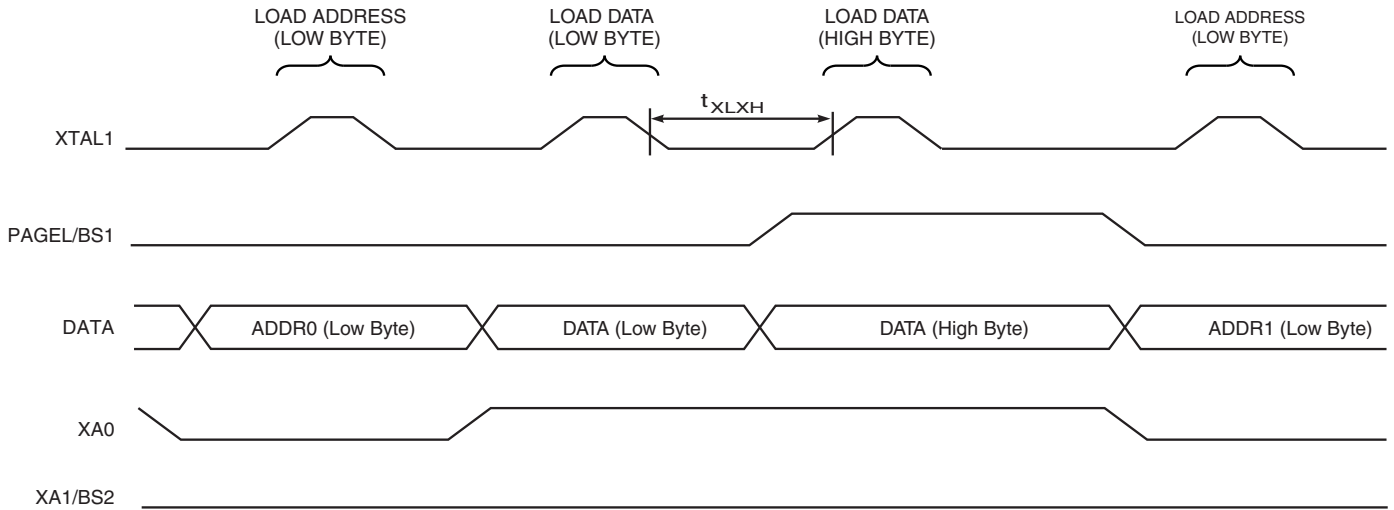 LOAD ADDRESS
(LOW BYTE)
LOAD DATA
(LOW BYTE)
LOAD DATA
(HIGH BYTE)
LOAD ADDRESS
(LOW BYTE)
tXLXH
XTAL1
PAGEL/BS1
DATA
ADDR0 (Low Byte)
DATA (Low Byte)
DATA (High Byte)
ADDR1 (Low Byte)
XA0
XA1/BS2